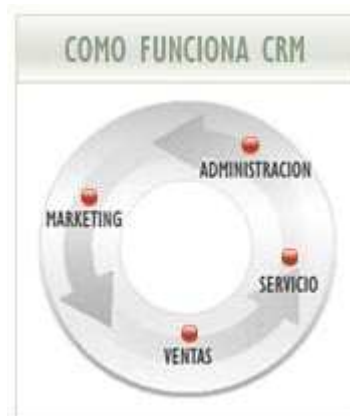 COMO FUNCIONA CRM
ADMINISTRACION
MARKETING
SERVICIO
VENTAS